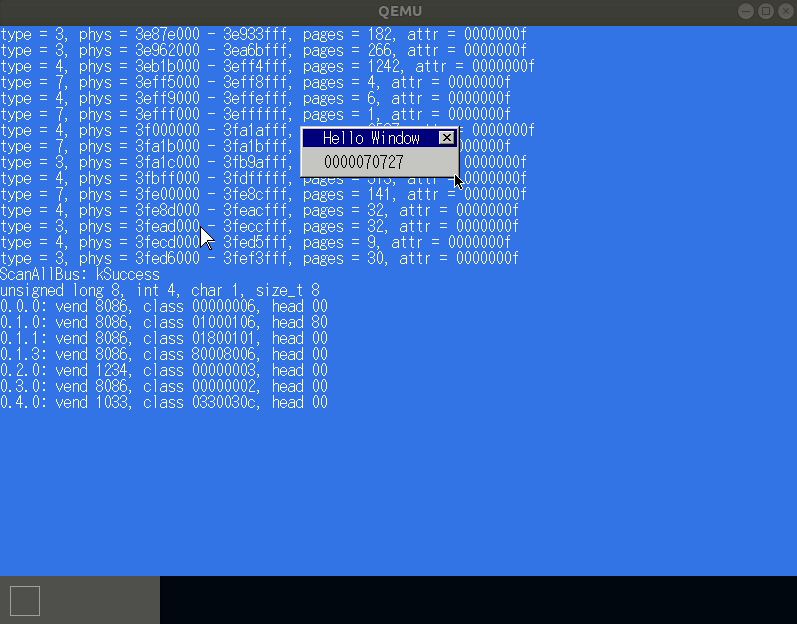 QEMU
type = 3, phys = 3e87e000 - 3e933fff, pages = 182, attr = 0000000f
type = 3, phys = 3e962000 - 3ea6bfff, pages = 266, attr = 0000000f
type = 4, phys = 3eb1b000 - 3eff4fff, pages = 1242, attr = 0000000f
type = 7, phys = 3eff5000 - 3eff8fff, pages = 4, attr = 0000000f
type = 4, phys = 3eff9000 - 3effefff, pages = 6, attr = 0000000f
type = 7, phys = 3efff000 - 3effffff, pages = 1, attr = 0000000f
type = 4, phys = 3f000000 - 3fa1afff, 0000000f
type = 7, phys = 3fa1b000 - 3fa1bfff, 000000f
type = 3, phys = 3fa1c000 - 3fb9afff, = 0000000f
type = 4, phys = 3fbff000 - 3fdfffff, = 0000000f
type = 7, phys = 3fe00000 - 3fe8cfff, pages = 141, attr = 0000000f
type = 4, phys = 3fe8d000 - 3feacfff, pages = 32, attr = 0000000f
type = 3, phys = 3fead000 - 3feccfff, pages = 32, attr = 0000000f
type = 4, phys = 3fecd000 - 3fed5fff, pages = 9, attr = 0000000f
type = 3, phys = 3fed6000 - 3fef3fff, pages = 30, attr = 0000000f
Hello Window
0000070727
ScanAllBus: kSuccess
unsigned long 8, int 4, char 1, size_t 8
0.0.0: vend 8086, class 00000006, head 00
0.1.0: vend 8086, class 01000106, head 80
0.1.1: vend 8086, class 01800101, head 00
0.1.3: vend 8086, class 80008006, head 00
0.2.0: vend 1234, class 00000003, head 00
0.3.0: vend 8086, class 00000002, head 00
0.4.0: vend 1033, class 0330030c, head 00